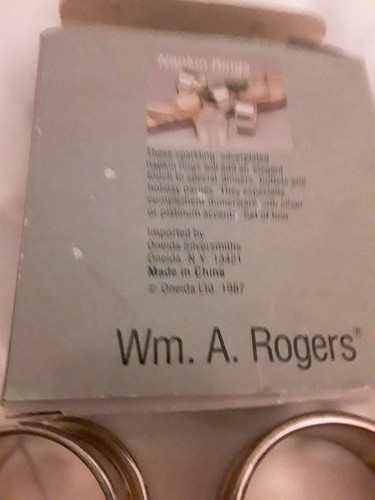 Napkin Rings
These sparkling, silverplated
napkin rings will add an elegant
touch to special dinners, buffets and
holiday parties. They especially
complement dinnerware with silver
or platinum accents. Set of four.
Imported by
Oneida Silversmiths
Oneida, N.Y. 13421
Made in China
© Oneida Ltd. 1997
Wm. A. Rogers®